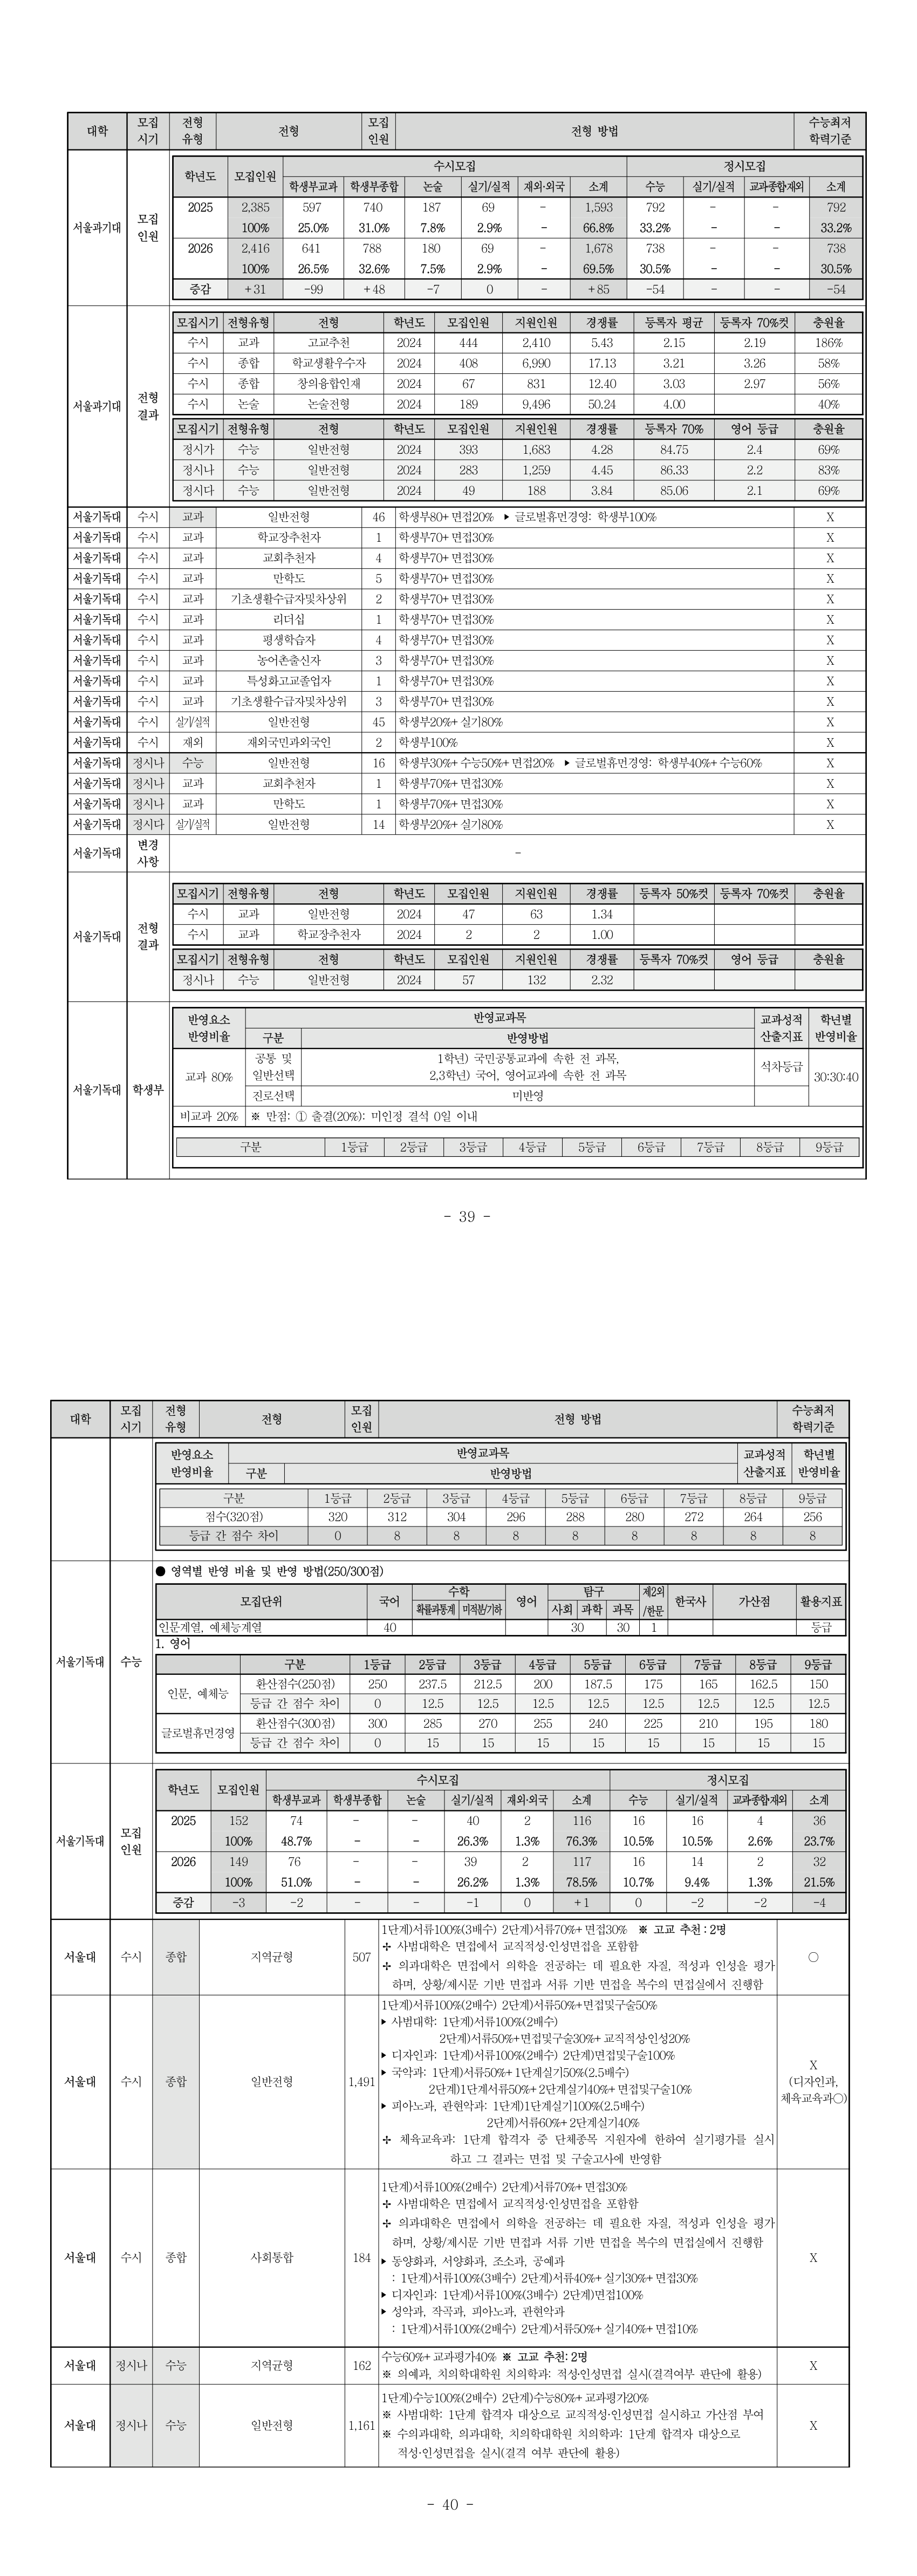 대학 모집시기 전형유형 전형 모집인원 전형 방법 수능최저학력기준
서울과기대 모집인원
학년도 모집인원 수시모집 정시모집
학생부교과 학생부종합 논술 실기/실적 재외·외국 소계 수능 실기/실적 교과종합재외 소계
2025 2,385 597 740 187 69 - 1,593 792 - - 792
100% 25.0% 31.0% 7.8% 2.9% - 66.8% 33.2% - - 33.2%
2026 2,416 641 788 180 69 - 1,678 738 - - 738
100% 26.5% 32.6% 7.5% 2.9% - 69.5% 30.5% - - 30.5%
증감 +31 -99 +48 -7 0 - +85 -54 - - -54
서울과기대 전형결과
모집시기 전형유형 전형 학년도 모집인원 지원인원 경쟁률 등록자 평균 등록자 70%컷 충원율
수시 교과 고교추천 2024 444 2,410 5.43 2.15 2.19 186%
수시 종합 학교생활우수자 2024 408 6,990 17.13 3.21 3.26 58%
수시 종합 창의융합인재 2024 67 831 12.40 3.03 2.97 56%
수시 논술 논술전형 2024 189 9,496 50.24 4.00 40%
모집시기 전형유형 전형 학년도 모집인원 지원인원 경쟁률 등록자 70% 영어 등급 충원율
정시가 수능 일반전형 2024 393 1,683 4.28 84.75 2.4 69%
정시나 수능 일반전형 2024 283 1,259 4.45 86.33 2.2 83%
정시다 수능 일반전형 2024 49 188 3.84 85.06 2.1 69%
서울기독대 수시 교과 일반전형 46 학생부80+면접20% ▶글로벌휴먼경영: 학생부100% X
서울기독대 수시 교과 학교장추천자 1 학생부70+면접30% X
서울기독대 수시 교과 교회추천자 4 학생부70+면접30% X
서울기독대 수시 교과 만학도 5 학생부70+면접30% X
서울기독대 수시 교과 기초생활수급자및차상위 2 학생부70+면접30% X
서울기독대 수시 교과 리더십 1 학생부70+면접30% X
서울기독대 수시 교과 평생학습자 4 학생부70+면접30% X
서울기독대 수시 교과 농어촌출신자 3 학생부70+면접30% X
서울기독대 수시 교과 특성화고교졸업자 1 학생부70+면접30% X
서울기독대 수시 교과 기초생활수급자및차상위 3 학생부70+면접30% X
서울기독대 수시 실기/실적 일반전형 45 학생부20%+실기80% X
서울기독대 수시 재외 재외국민과외국인 2 학생부100% X
서울기독대 정시나 수능 일반전형 16 학생부30%+수능50%+면접20% ▶글로벌휴먼경영: 학생부40%+수능60% X
서울기독대 정시나 교과 교회추천자 1 학생부70%+면접30% X
서울기독대 정시나 교과 만학도 1 학생부70%+면접30% X
서울기독대 정시다 실기/실적 일반전형 14 학생부20%+실기80% X
서울기독대 변경사항 -
서울기독대 전형결과
모집시기 전형유형 전형 학년도 모집인원 지원인원 경쟁률 등록자 50%컷 등록자 70%컷 충원율
수시 교과 일반전형 2024 47 63 1.34
수시 교과 학교장추천자 2024 2 2 1.00
모집시기 전형유형 전형 학년도 모집인원 지원인원 경쟁률 등록자 70%컷 영어 등급 충원율
정시나 수능 일반전형 2024 57 132 2.32
서울기독대 학생부
반영요소 반영비율 반영교과목 교과성적 산출지표 학년별 반영비율
구분 반영방법
교과 80% 공통 및 일반선택 1학년) 국민공통교과에 속한 전 과목,
2,3학년) 국어, 영어교과에 속한 전 과목 석차등급 30:30:40
진로선택 미반영
비교과 20% ※ 만점: ① 출결(20%): 미인정 결석 0일 이내
구분 1등급 2등급 3등급 4등급 5등급 6등급 7등급 8등급 9등급
- 39 -
대학 모집시기 전형유형 전형 모집인원 전형 방법 수능최저학력기준
반영요소 반영비율 반영교과목 교과성적 산출지표 학년별 반영비율
구분 반영방법
구분 1등급 2등급 3등급 4등급 5등급 6등급 7등급 8등급 9등급
점수(320점) 320 312 304 296 288 280 272 264 256
등급 간 점수 차이 0 8 8 8 8 8 8 8 8
서울기독대 수능
● 영역별 반영 비율 및 반영 방법(250/300점)
모집단위 국어 수학 영어 탐구 제2외/한문 한국사 가산점 활용지표
확률과통계 미적분/기하 사회 과학 과목
인문계열, 예체능계열 40 30 30 1 등급
1. 영어
구분 1등급 2등급 3등급 4등급 5등급 6등급 7등급 8등급 9등급
인문, 예체능 환산점수(250점) 250 237.5 212.5 200 187.5 175 165 162.5 150
등급 간 점수 차이 0 12.5 12.5 12.5 12.5 12.5 12.5 12.5 12.5
글로벌휴먼경영 환산점수(300점) 300 285 270 255 240 225 210 195 180
등급 간 점수 차이 0 15 15 15 15 15 15 15 15
서울기독대 모집인원
학년도 모집인원 수시모집 정시모집
학생부교과 학생부종합 논술 실기/실적 재외·외국 소계 수능 실기/실적 교과종합재외 소계
2025 152 74 - - 40 2 116 16 16 4 36
100% 48.7% - - 26.3% 1.3% 76.3% 10.5% 10.5% 2.6% 23.7%
2026 149 76 - - 39 2 117 16 14 2 32
100% 51.0% - - 26.2% 1.3% 78.5% 10.7% 9.4% 1.3% 21.5%
증감 -3 -2 - - -1 0 +1 0 -2 -2 -4
서울대 수시 종합 지역균형 507
1단계)서류100%(3배수) 2단계)서류70%+면접30% ※ 고교 추천 : 2명
✢ 사범대학은 면접에서 교직적성·인성면접을 포함함
✢ 의과대학은 면접에서 의학을 전공하는 데 필요한 자질, 적성과 인성을 평가
하며, 상황/제시문 기반 면접과 서류 기반 면접을 복수의 면접실에서 진행함
○
서울대 수시 종합 일반전형 1,491
1단계)서류100%(2배수) 2단계)서류50%+면접및구술50%
▶ 사범대학: 1단계)서류100%(2배수)
2단계)서류50%+면접및구술30%+교직적성·인성20%
▶ 디자인과: 1단계)서류100%(2배수) 2단계)면접및구술100%
▶ 국악과: 1단계)서류50%+1단계실기50%(2.5배수)
2단계)1단계서류50%+2단계실기40%+면접및구술10%
▶ 피아노과, 관현악과: 1단계)1단계실기100%(2.5배수)
2단계)서류60%+2단계실기40%
✢ 체육교육과: 1단계 합격자 중 단체종목 지원자에 한하여 실기평가를 실시
하고 그 결과는 면접 및 구술고사에 반영함
X
(디자인과,
체육교육과○)
서울대 수시 종합 사회통합 184
1단계)서류100%(2배수) 2단계)서류70%+면접30%
✢ 사범대학은 면접에서 교직적성·인성면접을 포함함
✢ 의과대학은 면접에서 의학을 전공하는 데 필요한 자질, 적성과 인성을 평가
하며, 상황/제시문 기반 면접과 서류 기반 면접을 복수의 면접실에서 진행함
▶ 동양화과, 서양화과, 조소과, 공예과
: 1단계)서류100%(3배수) 2단계)서류40%+실기30%+면접30%
▶ 디자인과: 1단계)서류100%(3배수) 2단계)면접100%
▶ 성악과, 작곡과, 피아노과, 관현악과
: 1단계)서류100%(2배수) 2단계)서류50%+실기40%+면접10%
X
서울대 정시나 수능 지역균형 162
수능60%+교과평가40% ※ 고교 추천: 2명
※ 의예과, 치의학대학원 치의학과: 적성·인성면접 실시(결격여부 판단에 활용)
X
서울대 정시나 수능 일반전형 1,161
1단계)수능100%(2배수) 2단계)수능80%+교과평가20%
※ 사범대학: 1단계 합격자 대상으로 교직적성·인성면접 실시하고 가산점 부여
※ 수의과대학, 의과대학, 치의학대학원 치의학과: 1단계 합격자 대상으로
적성·인성면접을 실시(결격 여부 판단에 활용)
X
- 40 -